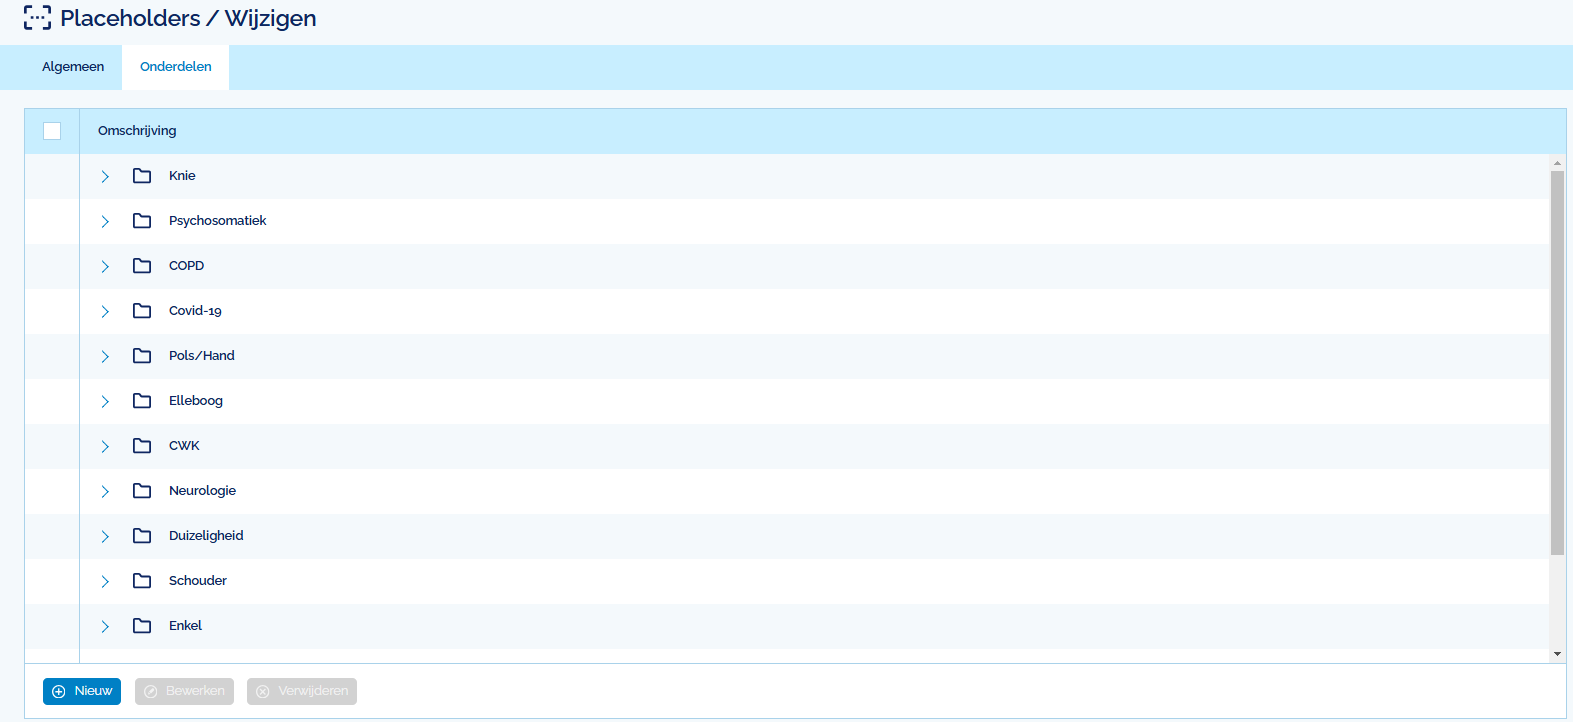 Placeholders / Wijzigen
Algemeen Onderdelen
Omschrijving
Knie
Psychosomatiek
COPD
Covid-19
Pols/Hand
Elleboog
CWK
Neurologie
Duizeligheid
Schouder
Enkel
Nieuw Bewerken Verwijderen